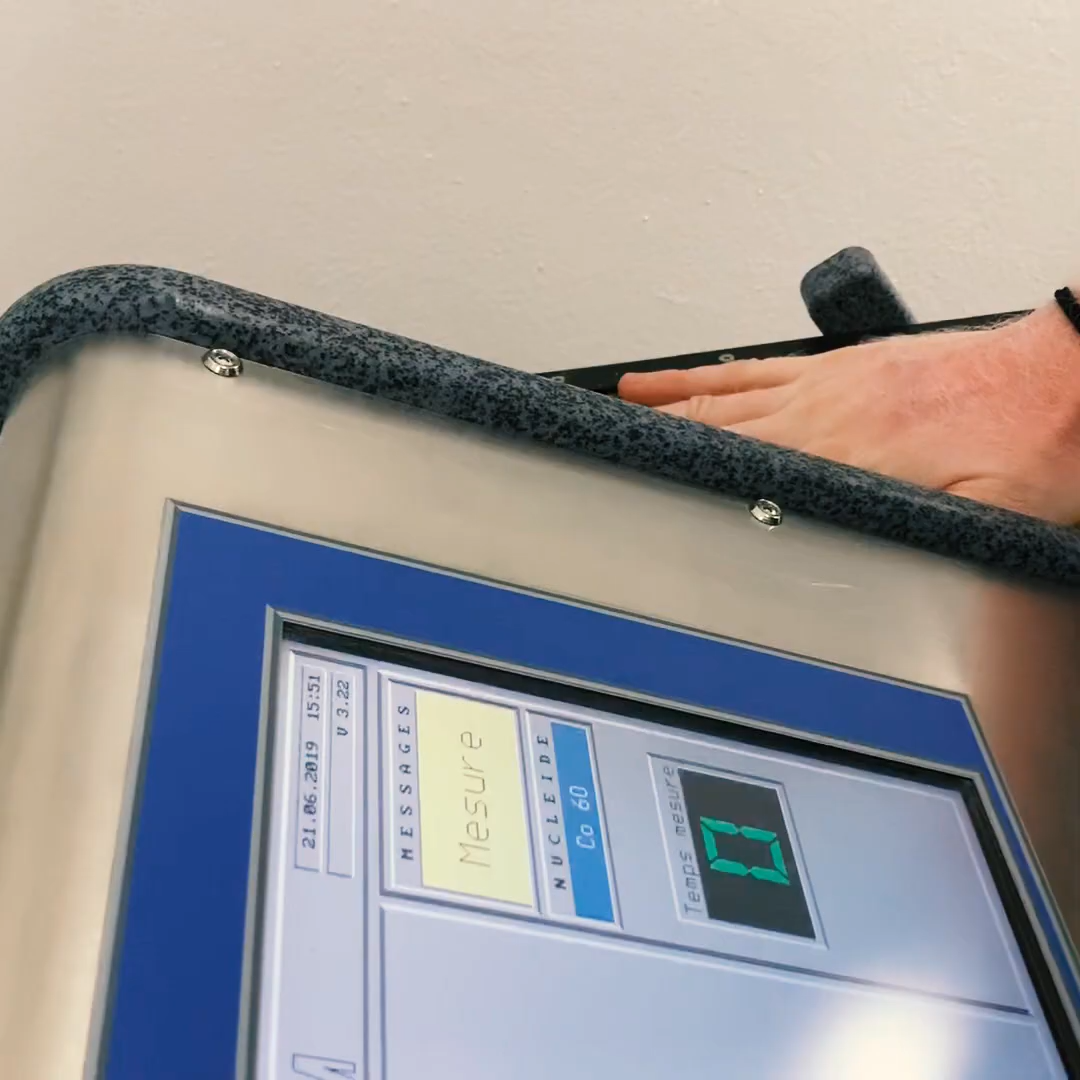 21.06.2019 15:51
V 3.22
MESSAGES
Mesure
NUCLEIDE
Co 60
Temps mesure
0